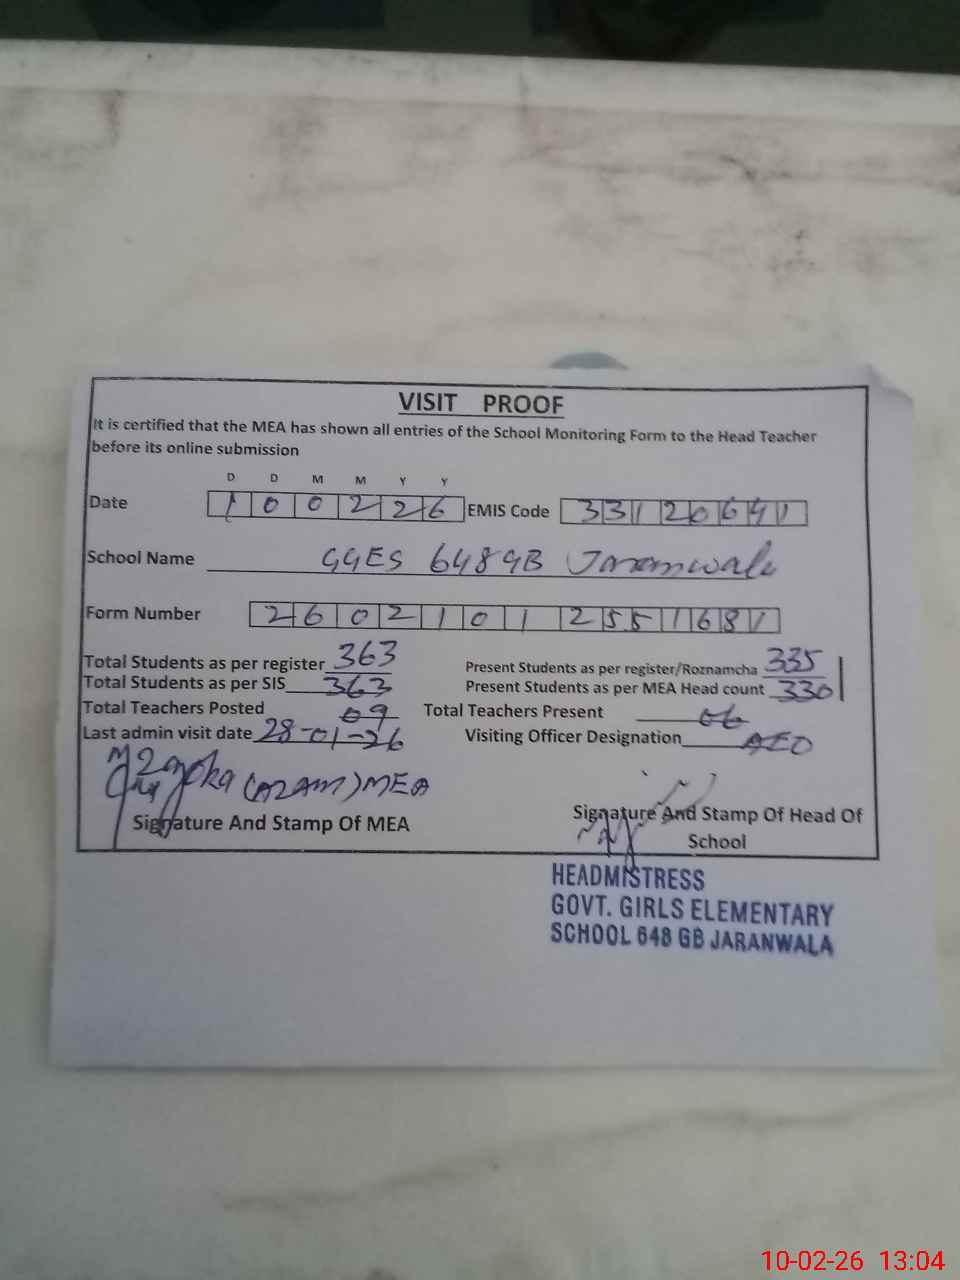 VISIT PROOF
It is certified that the MEA has shown all entries of the School Monitoring Form to the Head Teacher
before its online submission
D D M M Y Y
Date 1 0 0 2 2 6 EMIS Code 3 3 1 2 0 6 4 1
School Name GGES 648 GB Jaranwala
Form Number 2 6 0 2 1 0 1 2 5 5 1 6 8 1
Total Students as per register 363 Present Students as per register/Roznamcha 335
Total Students as per SIS 363 Present Students as per MEA Head count 330
Total Teachers Posted 09 Total Teachers Present 06
Last admin visit date 28-01-26 Visiting Officer Designation AEO
(AZAM) MEA
Signature And Stamp Of MEA Signature And Stamp Of Head Of
School
HEADMISTRESS
GOVT. GIRLS ELEMENTARY
SCHOOL 648 GB JARANWALA
10-02-26 13:04